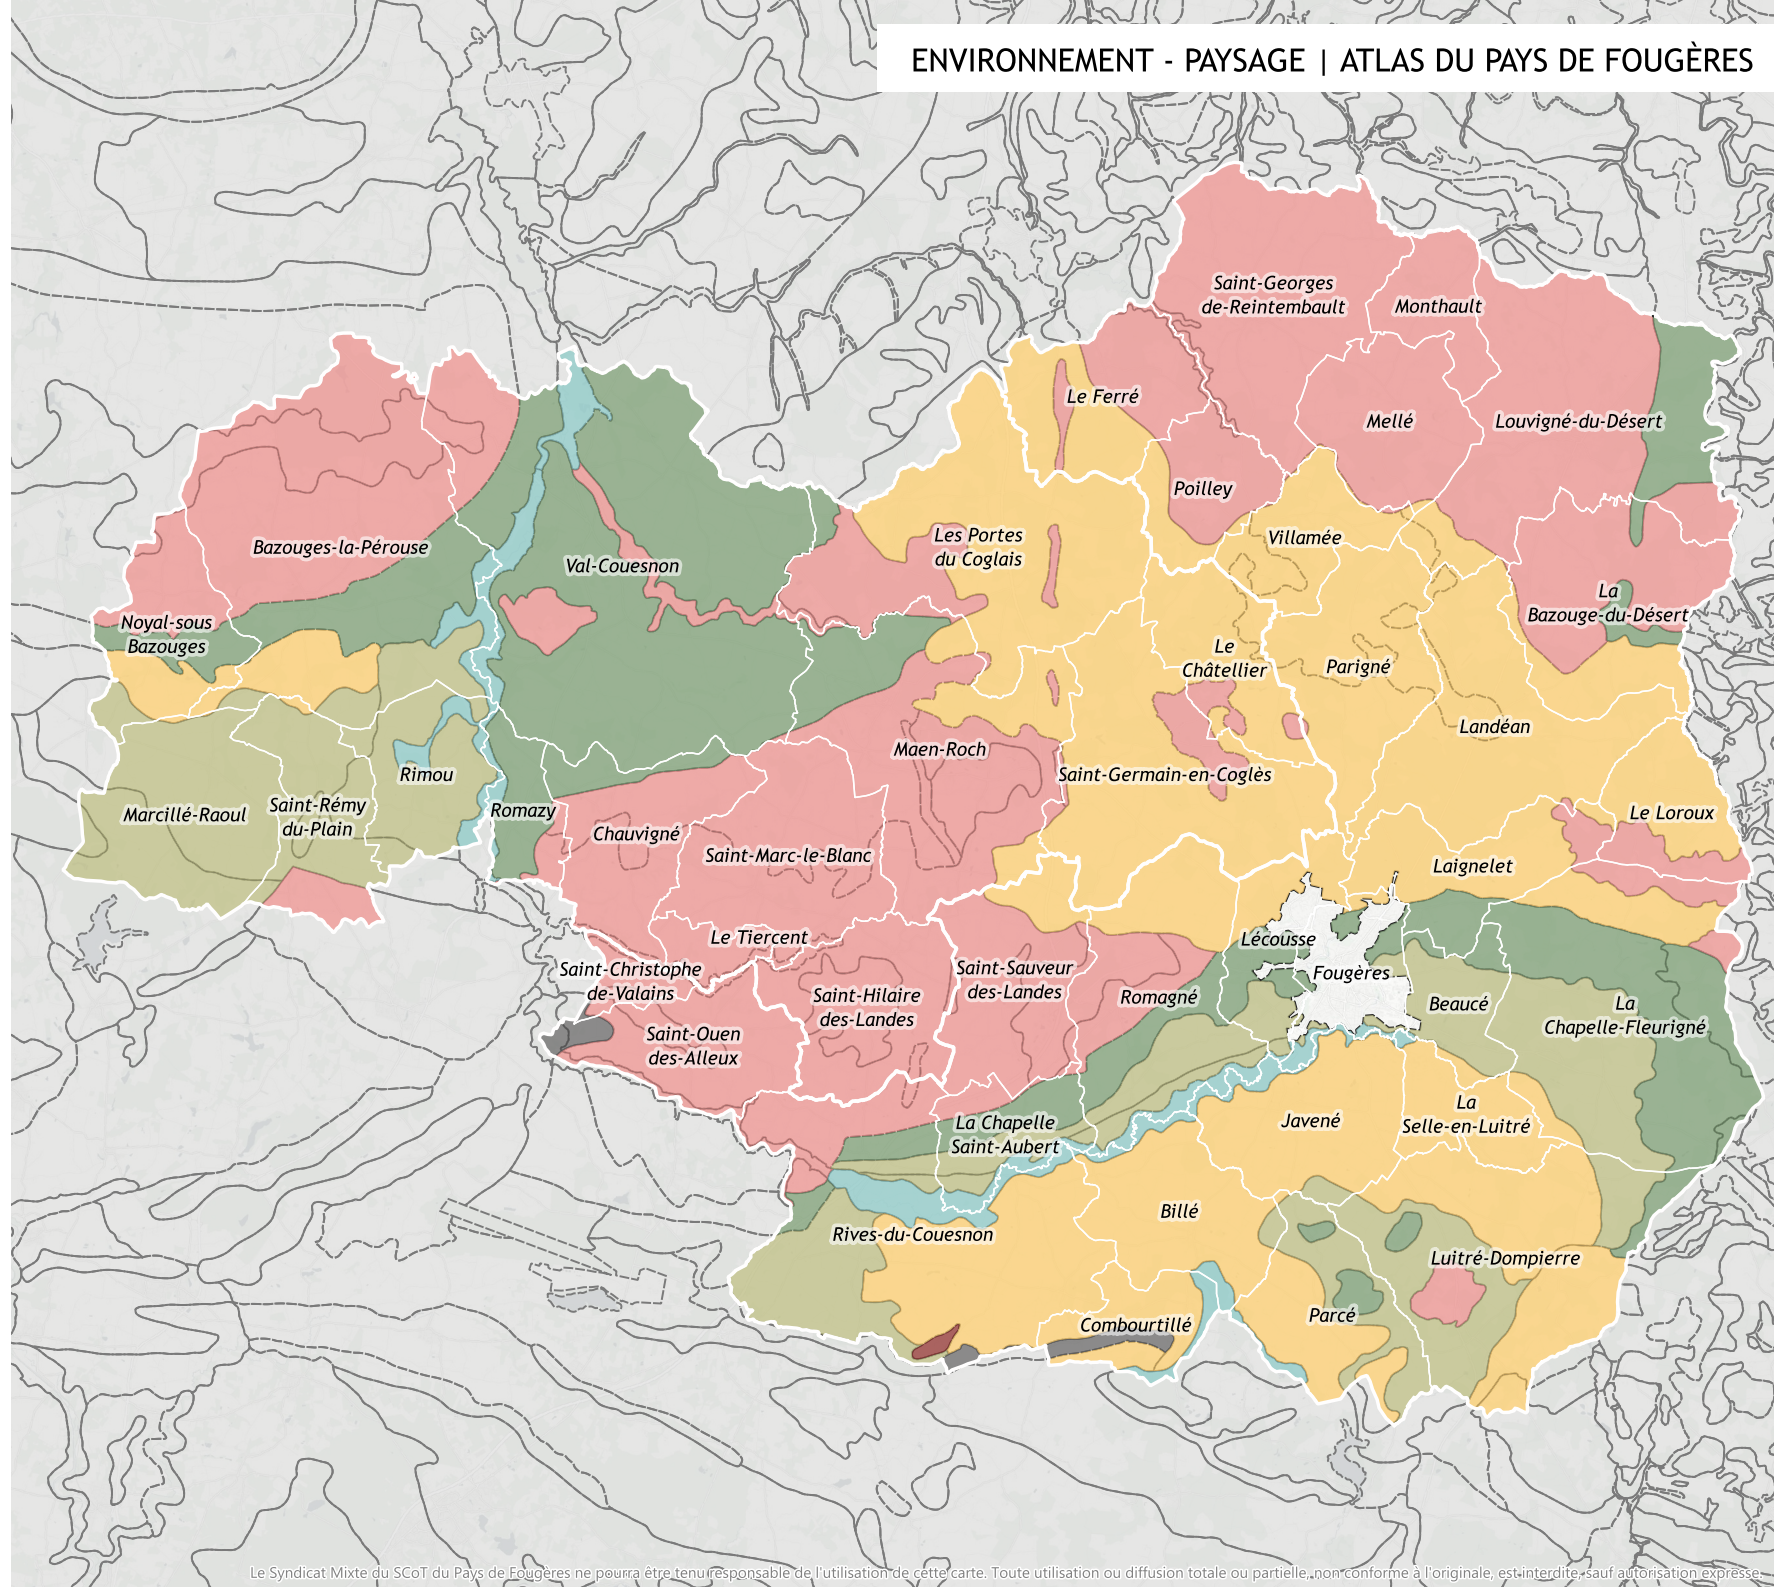 ENVIRONNEMENT - PAYSAGE | ATLAS DU PAYS DE FOUGÈRES
Saint-Georges
de-Reintembault
Monthault
Le Ferré
Mellé
Louvigné-du-Désert
Poilley
Bazouges-la-Pérouse
Val-Couesnon
Les Portes
du Coglais
Villamée
La
Bazouge-du-Désert
Noyal-sous
Bazouges
Le
Châtellier
Parigné
Landéan
Maen-Roch
Saint-Germain-en-Coglès
Rimou
Marcillé-Raoul
Saint-Rémy
du-Plain
Romazy
Chauvigné
Saint-Marc-le-Blanc
Le Loroux
Laignelet
Le Tiercent
Lécousse
Fougères
Saint-Christophe
de-Valains
Saint-Sauveur
des-Landes
Romagné
Saint-Hilaire
des-Landes
Beaucé
La
Chapelle-Fleurigné
Saint-Ouen
des-Alleux
La Chapelle
Saint-Aubert
Javené
La
Selle-en-Luitré
Billé
Rives-du-Couesnon
Luitré-Dompierre
Parcé
Combourtillé
Le Syndicat Mixte du SCoT du Pays de Fougères ne pourra être tenu responsable de l'utilisation de cette carte. Toute utilisation ou diffusion totale ou partielle, non conforme à l'originale, est interdite, sauf autorisation expresse.